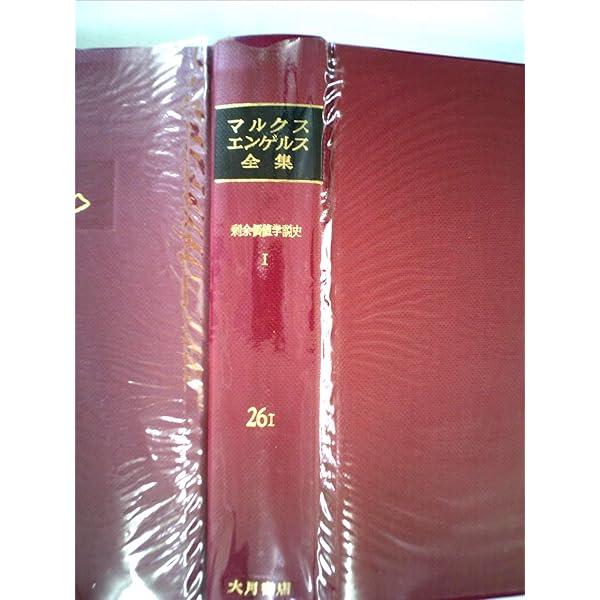 マルクス
エンゲルス
全集
剰余価値学説史
I
26I
大月書店